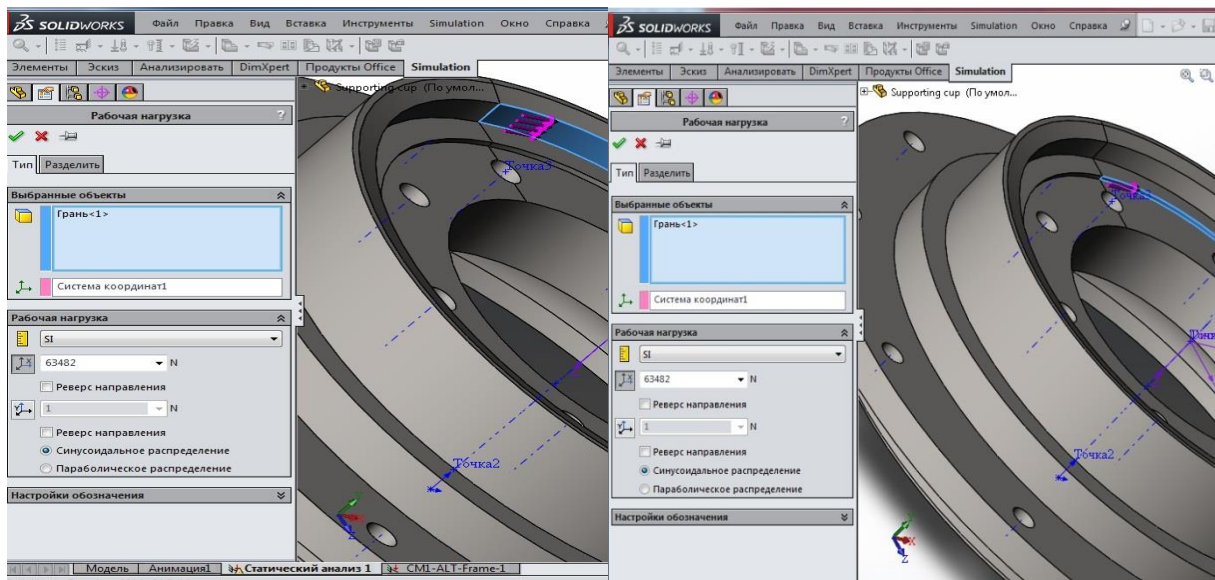 SOLIDWORKS Файл Правка Вид Вставка Инструменты Simulation Окно Справка
Элементы Эскиз Анализировать DimXpert Продукты Office Simulation
Supporting cup (По умол...
Рабочая нагрузка ?
Тип Разделить
Выбранные объекты
Грань<1>
Система координат1
Рабочая нагрузка
SI
63482 N
Реверс направления
1 N
Реверс направления
Синусоидальное распределение
Параболическое распределение
Настройки обозначения
Точка3
Точка2
Z
Модель Анимация1 Статический анализ 1 CM1-ALT-Frame-1
SOLIDWORKS Файл Правка Вид Вставка Инструменты Simulation Окно Справка
Элементы Эскиз Анализировать DimXpert Продукты Office Simulation
Supporting cup (По умол...
Рабочая нагрузка ?
Тип Разделить
Выбранные объекты
Грань<1>
Система координат1
Рабочая нагрузка
SI
63482 N
Реверс направления
1 N
Реверс направления
Синусоидальное распределение
Параболическое распределение
Настройки обозначения
Точка2
X
Z